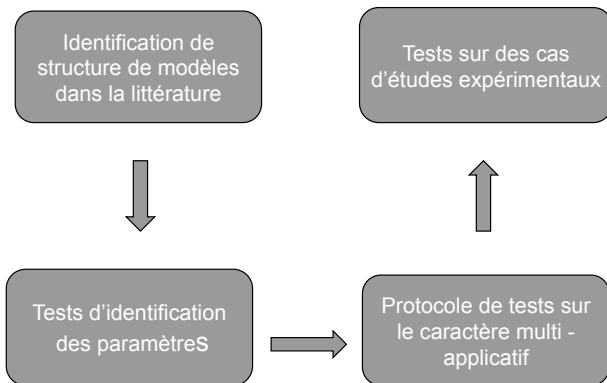 Identification de
structure de modèles
dans la littérature
Tests d'identification
des paramètres
Protocole de tests sur
le caractère multi -
applicatif
Tests sur des cas
d'études expérimentaux